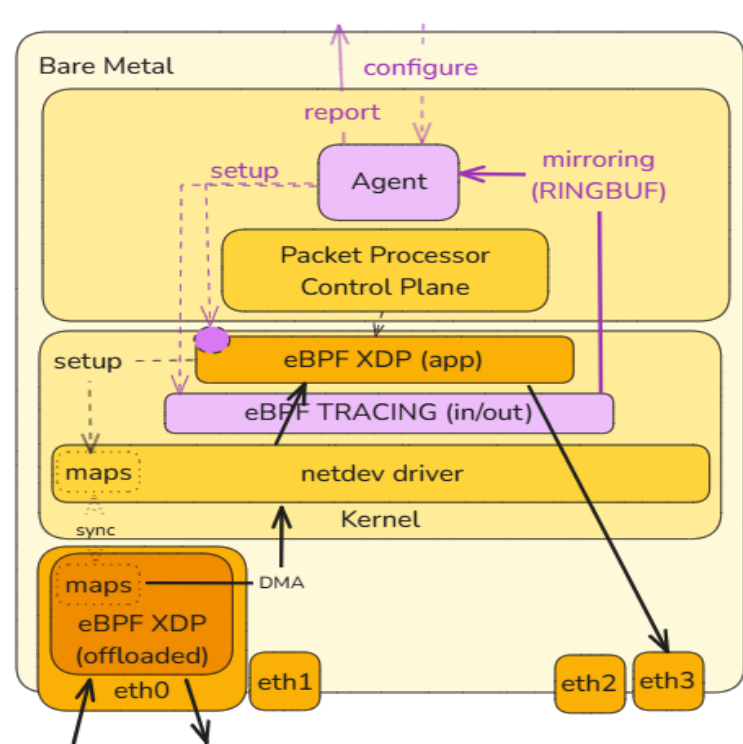 Bare Metal
configure
report
setup
Agent
mirroring
(RINGBUF)
Packet Processor
Control Plane
setup
eBPF XDP (app)
eBPF TRACING (in/out)
maps
netdev driver
sync
Kernel
maps
DMA
eBPF XDP
(offloaded)
eth0
eth1
eth2
eth3